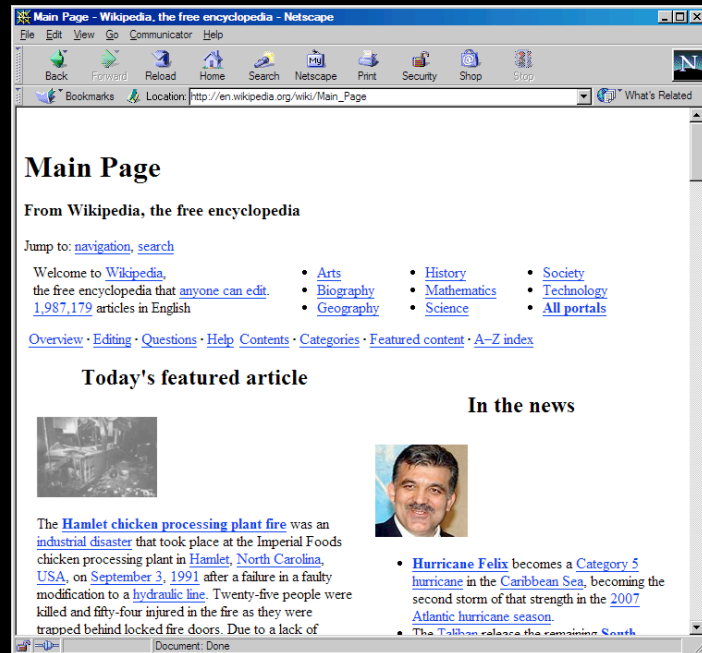 Main Page - Wikipedia, the free encyclopedia - Netscape
File Edit View Go Communicator Help
My
N
Back Forward Reload Home Search Netscape Print Security Shop Stop
Bookmarks Location: http://en.wikipedia.org/wiki/Main_Page What's Related
Main Page
From Wikipedia, the free encyclopedia
Jump to: navigation, search
Welcome to Wikipedia,
the free encyclopedia that anyone can edit.
1,987,179 articles in English
• Arts
• Biography
• Geography
• History
• Mathematics
• Science
• Society
• Technology
• All portals
Overview · Editing · Questions · Help Contents · Categories · Featured content · A–Z index
Today's featured article
The Hamlet chicken processing plant fire was an
industrial disaster that took place at the Imperial Foods
chicken processing plant in Hamlet, North Carolina,
USA, on September 3, 1991 after a failure in a faulty
modification to a hydraulic line. Twenty-five people were
killed and fifty-four injured in the fire as they were
trapped behind locked fire doors. Due to a lack of
In the news
• Hurricane Felix becomes a Category 5
hurricane in the Caribbean Sea, becoming the
second storm of that strength in the 2007
Atlantic hurricane season.
• The Taliban release the remaining South
Document: Done